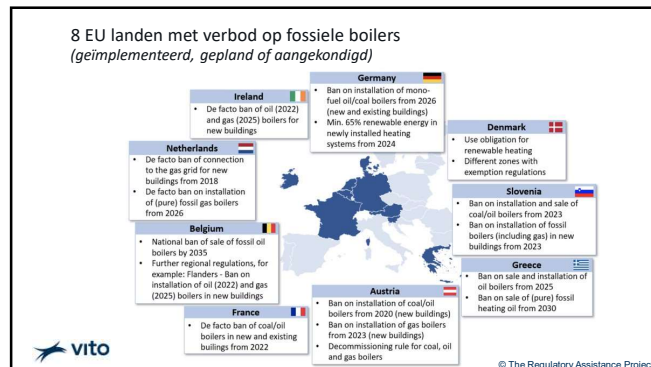 8 EU landen met verbod op fossiele boilers
(geïmplementeerd, gepland of aangekondigd)
Germany
• Ban on installation of mono-
fuel oil/coal boilers from 2026
(new and existing buildings)
• Min. 65% renewable energy in
newly installed heating
systems from 2024
Ireland
• De facto ban of oil (2022)
and gas (2025) boilers for
new buildings
Denmark
• Use obligation for
renewable heating
• Different zones with
exemption regulations
Netherlands
• De facto ban of connection
to the gas grid for new
buildings from 2018
• De facto ban on installation
of (pure) fossil gas boilers
from 2026
Slovenia
• Ban on installation and sale of
coal/oil boilers from 2023
• Ban on installation of fossil
boilers (including gas) in new
buildings from 2023
Belgium
• National ban of sale of fossil oil
boilers by 2035
• Further regional regulations, for
example: Flanders - Ban on
installation of oil (2022) and gas
(2025) boilers in new buildings
Greece
• Ban on sale and installation of
oil boilers from 2025
• Ban on sale of (pure) fossil
heating oil from 2030
Austria
• Ban on installation of coal/oil
boilers from 2020 (new buildings)
• Ban on installation of gas boilers
from 2023 (new buildings)
• Decommissioning rule for coal, oil
and gas boilers
France
• De facto ban of coal/oil
boilers in new and existing
builings from 2022
vito
© The Regulatory Assistance Projec